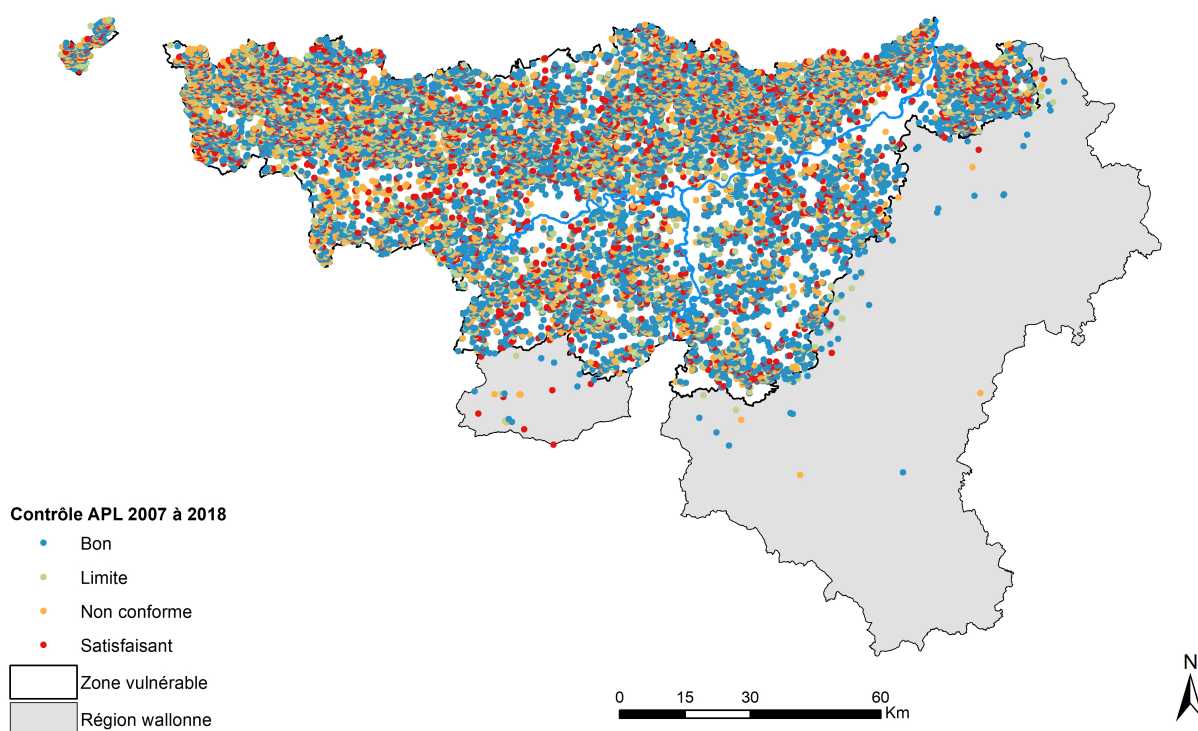 Contrôle APL 2007 à 2018
Bon
Limite
Non conforme
Satisfaisant
Zone vulnérable
Région wallonne
0 15 30 60
Km
N